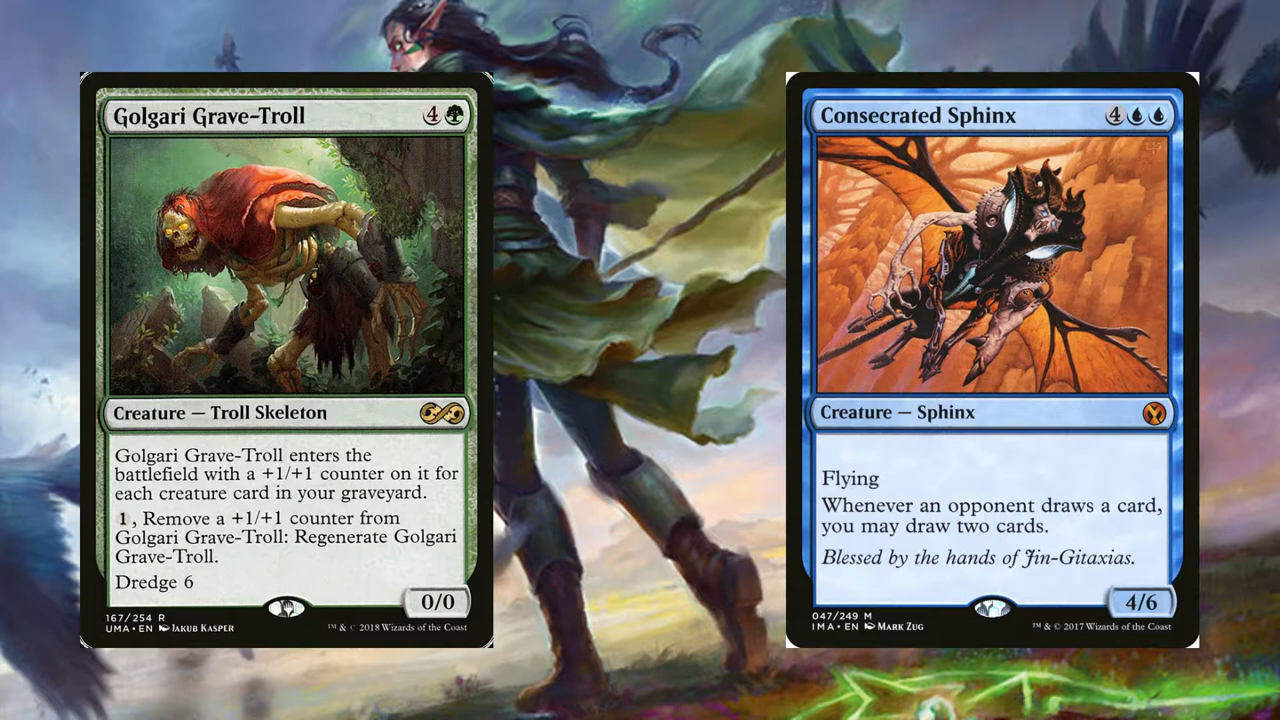 Golgari Grave-Troll 4
Creature — Troll Skeleton
Golgari Grave-Troll enters the
battlefield with a +1/+1 counter on it for
each creature card in your graveyard.
1, Remove a +1/+1 counter from
Golgari Grave-Troll: Regenerate Golgari
Grave-Troll.
Dredge 6
0/0
167/254 R
UMA • EN Jakub Kasper
™ & © 2018 Wizards of the Coast
Consecrated Sphinx 4
Creature — Sphinx
Flying
Whenever an opponent draws a card,
you may draw two cards.
Blessed by the hands of Jin-Gitaxias.
4/6
047/249 M
IMA • EN Mark Zug
™ & © 2017 Wizards of the Coast